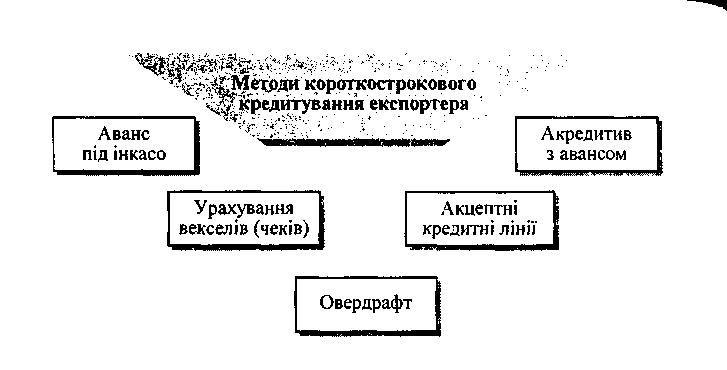 Методи короткострокового
кредитування експортера
Аванс
під інкасо
Акредитив
з авансом
Урахування
векселів (чеків)
Акцептні
кредитні лінії
Овердрафт